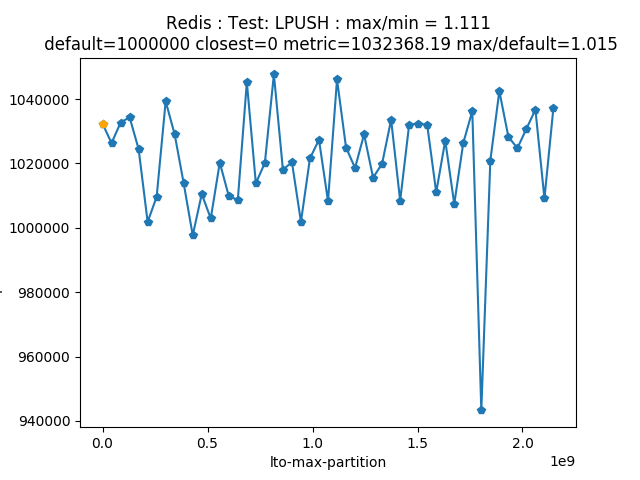 Redis : Test: LPUSH : max/min = 1.111
default=1000000 closest=0 metric=1032368.19 max/default=1.015
1040000
1020000
1000000
980000
960000
940000
0.0 0.5 1.0 1.5 2.0
1e9
lto-max-partition